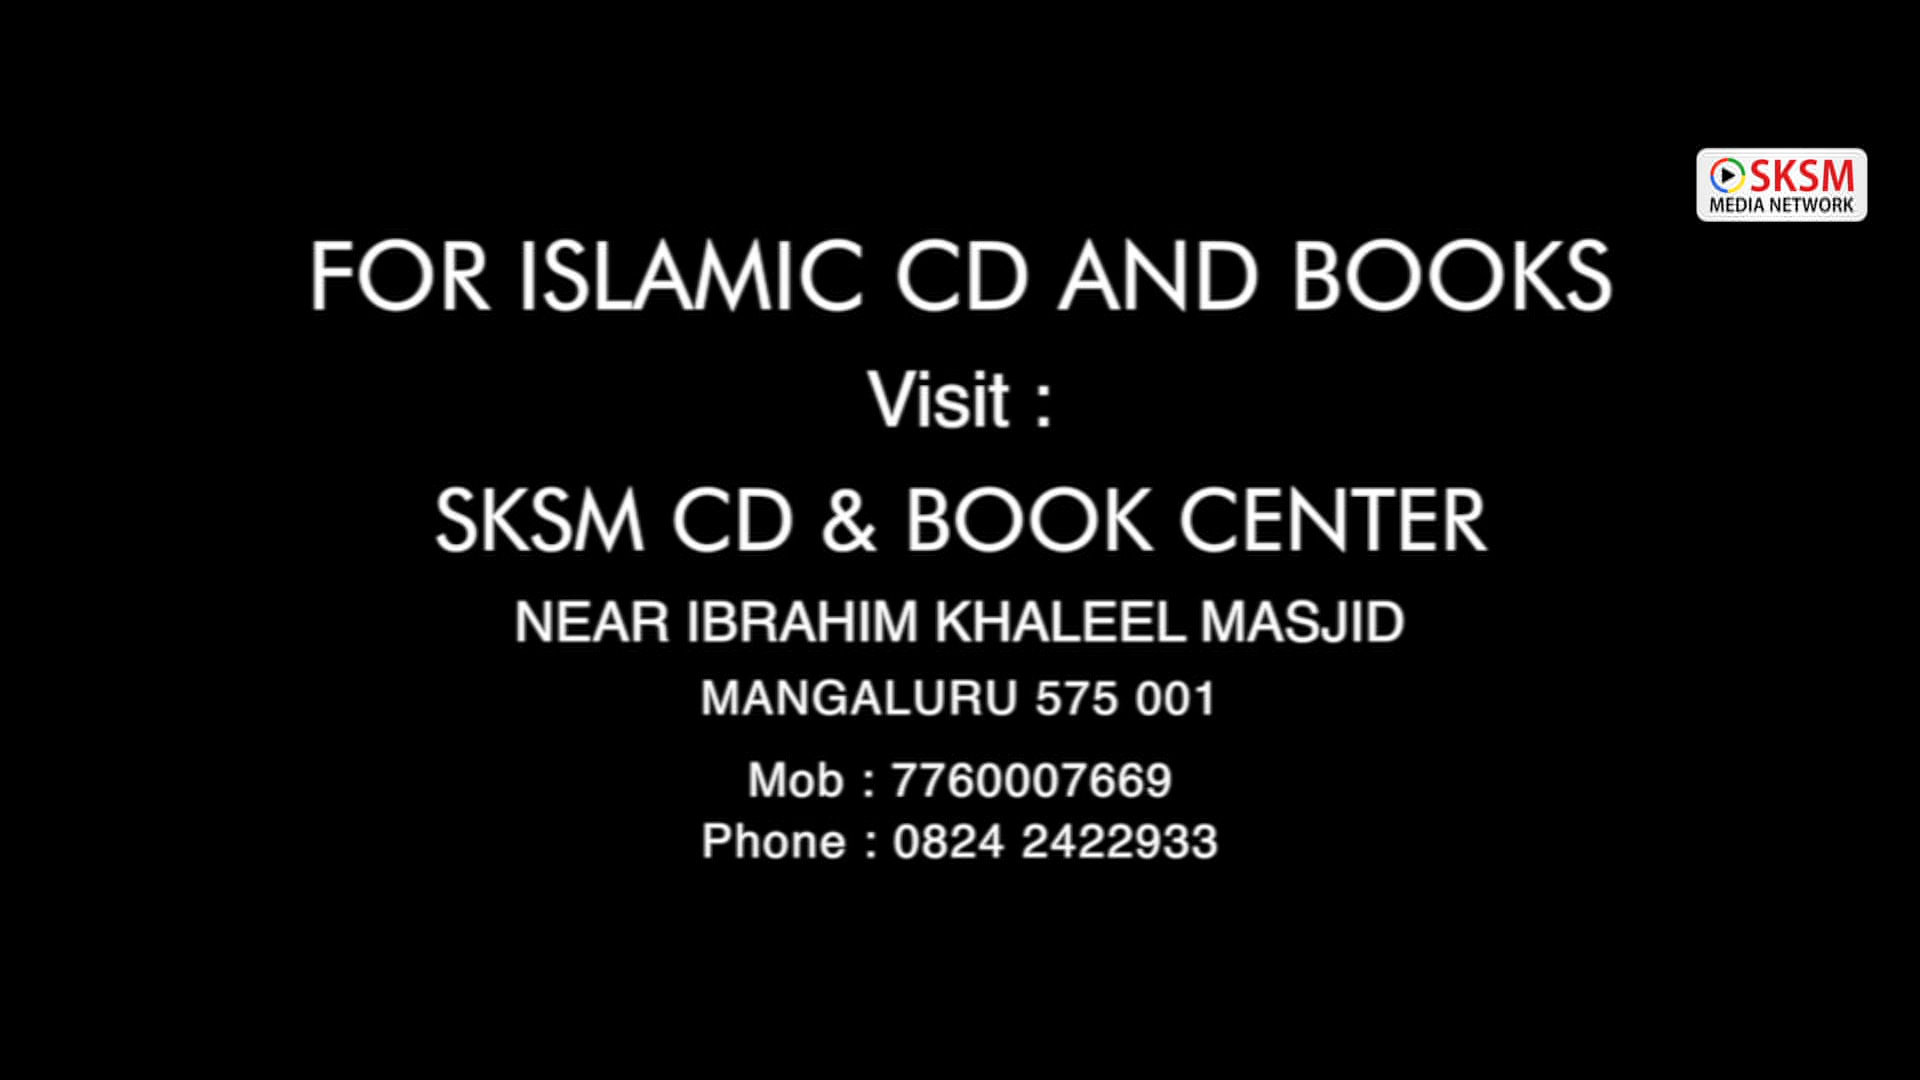 SKSM
MEDIA NETWORK
FOR ISLAMIC CD AND BOOKS
Visit :
SKSM CD & BOOK CENTER
NEAR IBRAHIM KHALEEL MASJID
MANGALURU 575 001
Mob : 7760007669
Phone : 0824 2422933